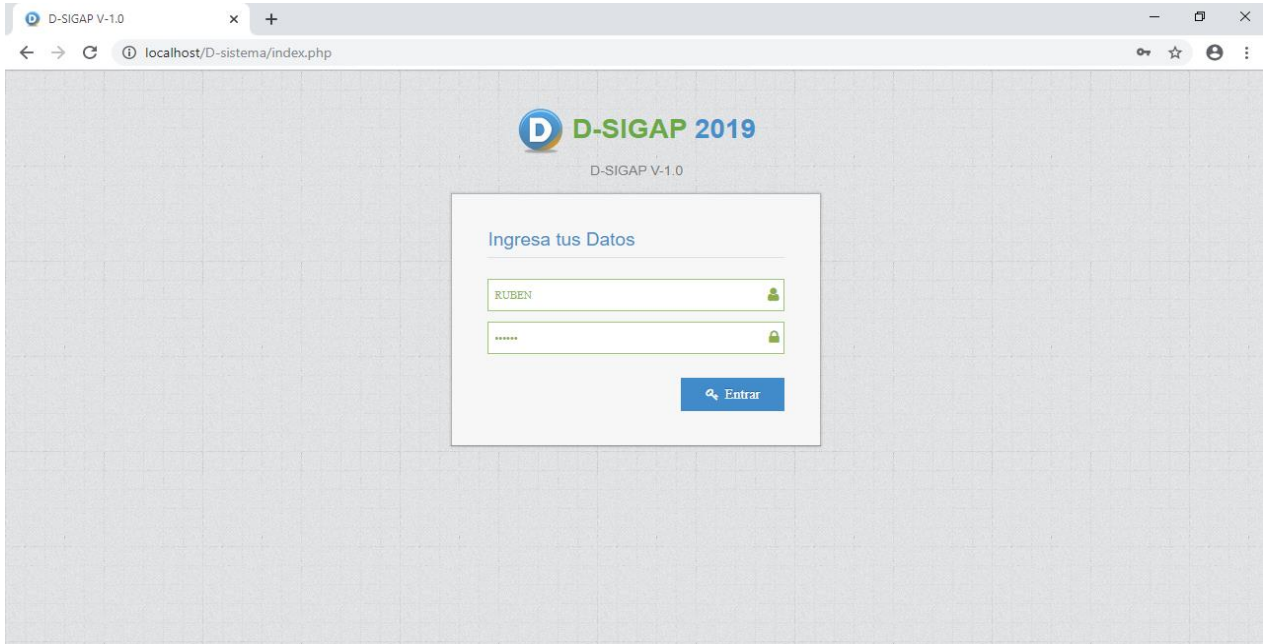 D-SIGAP V-1.0
localhost/D-sistema/index.php
D D-SIGAP 2019
D-SIGAP V-1.0
Ingresa tus Datos
RUBEN
••••••
Entrar